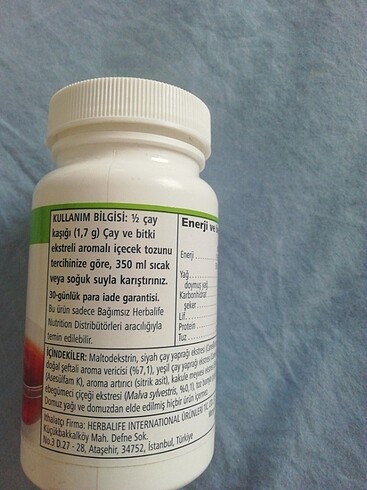 KULLANIM BİLGİSİ: ½ çay
kaşığı (1,7 g) Çay ve bitki
ekstreli aromalı içecek tozunu
tercihinize göre, 350 ml sıcak
veya soğuk suyla karıştırınız.
30-günlük para iade garantisi.
Bu ürün sadece Bağımsız Herbalife
Nutrition Distribütörleri aracılığıyla
temin edilebilir.
Enerji ve
Enerji
Yağ
doymuş yağ
Karbonhidrat
şeker
Lif
Protein
Tuz
İÇİNDEKİLER: Maltodekstrin, siyah çay yaprağı ekstresi
doğal şeftali aroma vericisi (%7,1), yeşil çay yaprağı ekstresi
(Asesülfam K), aroma artırıcı (sitrik asit), kakule meyvesi
ebegümeci çiçeği ekstresi (Malva sylvestris, %0,1),
Domuz yağı ve domuzdan elde edilmiş hiçbir ürün içermez.
İthalatçı Firma: HERBALIFE INTERNATIONAL ÜRÜNLERİ TİC.
Küçükbakkalköy Mah. Defne Sok.
No.3 D.27 - 28, Ataşehir, 34752, İstanbul, Türkiye